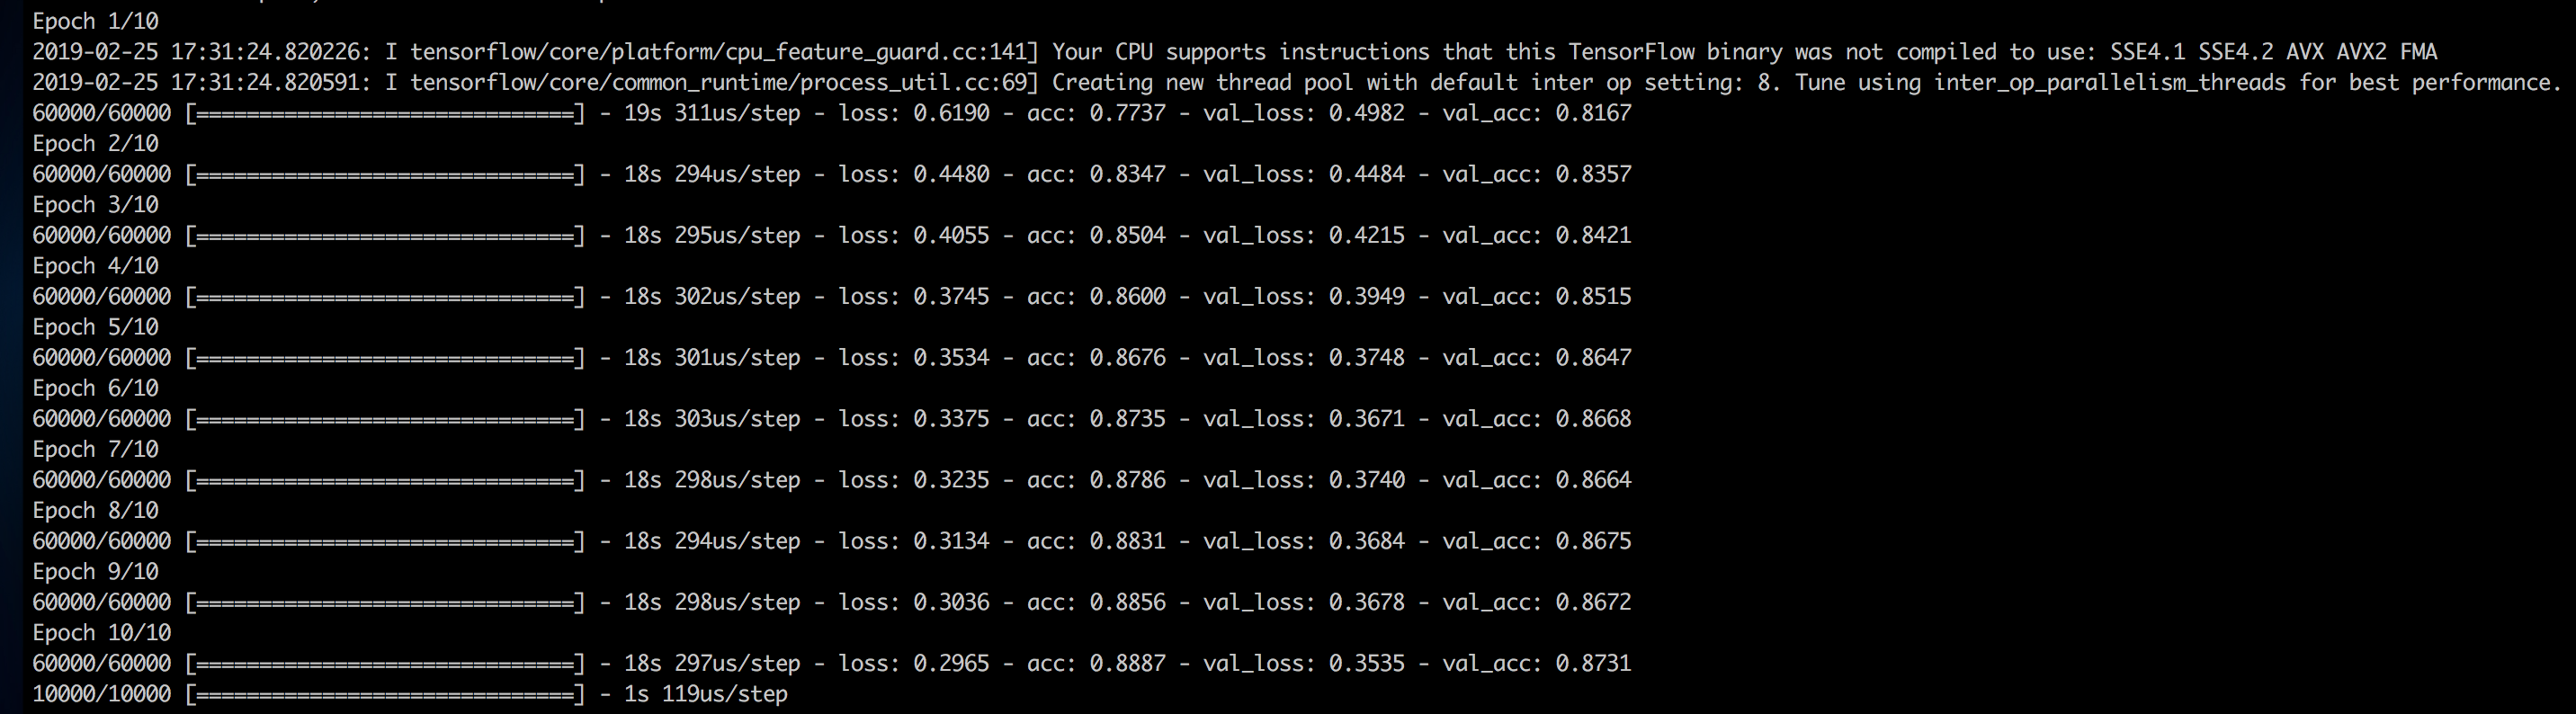 Epoch 1/10
2019-02-25 17:31:24.820226: I tensorflow/core/platform/cpu_feature_guard.cc:141] Your CPU supports instructions that this TensorFlow binary was not compiled to use: SSE4.1 SSE4.2 AVX AVX2 FMA
2019-02-25 17:31:24.820591: I tensorflow/core/common_runtime/process_util.cc:69] Creating new thread pool with default inter op setting: 8. Tune using inter_op_parallelism_threads for best performance.
60000/60000 [==============================] - 19s 311us/step - loss: 0.6190 - acc: 0.7737 - val_loss: 0.4982 - val_acc: 0.8167
Epoch 2/10
60000/60000 [==============================] - 18s 294us/step - loss: 0.4480 - acc: 0.8347 - val_loss: 0.4484 - val_acc: 0.8357
Epoch 3/10
60000/60000 [==============================] - 18s 295us/step - loss: 0.4055 - acc: 0.8504 - val_loss: 0.4215 - val_acc: 0.8421
Epoch 4/10
60000/60000 [==============================] - 18s 302us/step - loss: 0.3745 - acc: 0.8600 - val_loss: 0.3949 - val_acc: 0.8515
Epoch 5/10
60000/60000 [==============================] - 18s 301us/step - loss: 0.3534 - acc: 0.8676 - val_loss: 0.3748 - val_acc: 0.8647
Epoch 6/10
60000/60000 [==============================] - 18s 303us/step - loss: 0.3375 - acc: 0.8735 - val_loss: 0.3671 - val_acc: 0.8668
Epoch 7/10
60000/60000 [==============================] - 18s 298us/step - loss: 0.3235 - acc: 0.8786 - val_loss: 0.3740 - val_acc: 0.8664
Epoch 8/10
60000/60000 [==============================] - 18s 294us/step - loss: 0.3134 - acc: 0.8831 - val_loss: 0.3684 - val_acc: 0.8675
Epoch 9/10
60000/60000 [==============================] - 18s 298us/step - loss: 0.3036 - acc: 0.8856 - val_loss: 0.3678 - val_acc: 0.8672
Epoch 10/10
60000/60000 [==============================] - 18s 297us/step - loss: 0.2965 - acc: 0.8887 - val_loss: 0.3535 - val_acc: 0.8731
10000/10000 [==============================] - 1s 119us/step